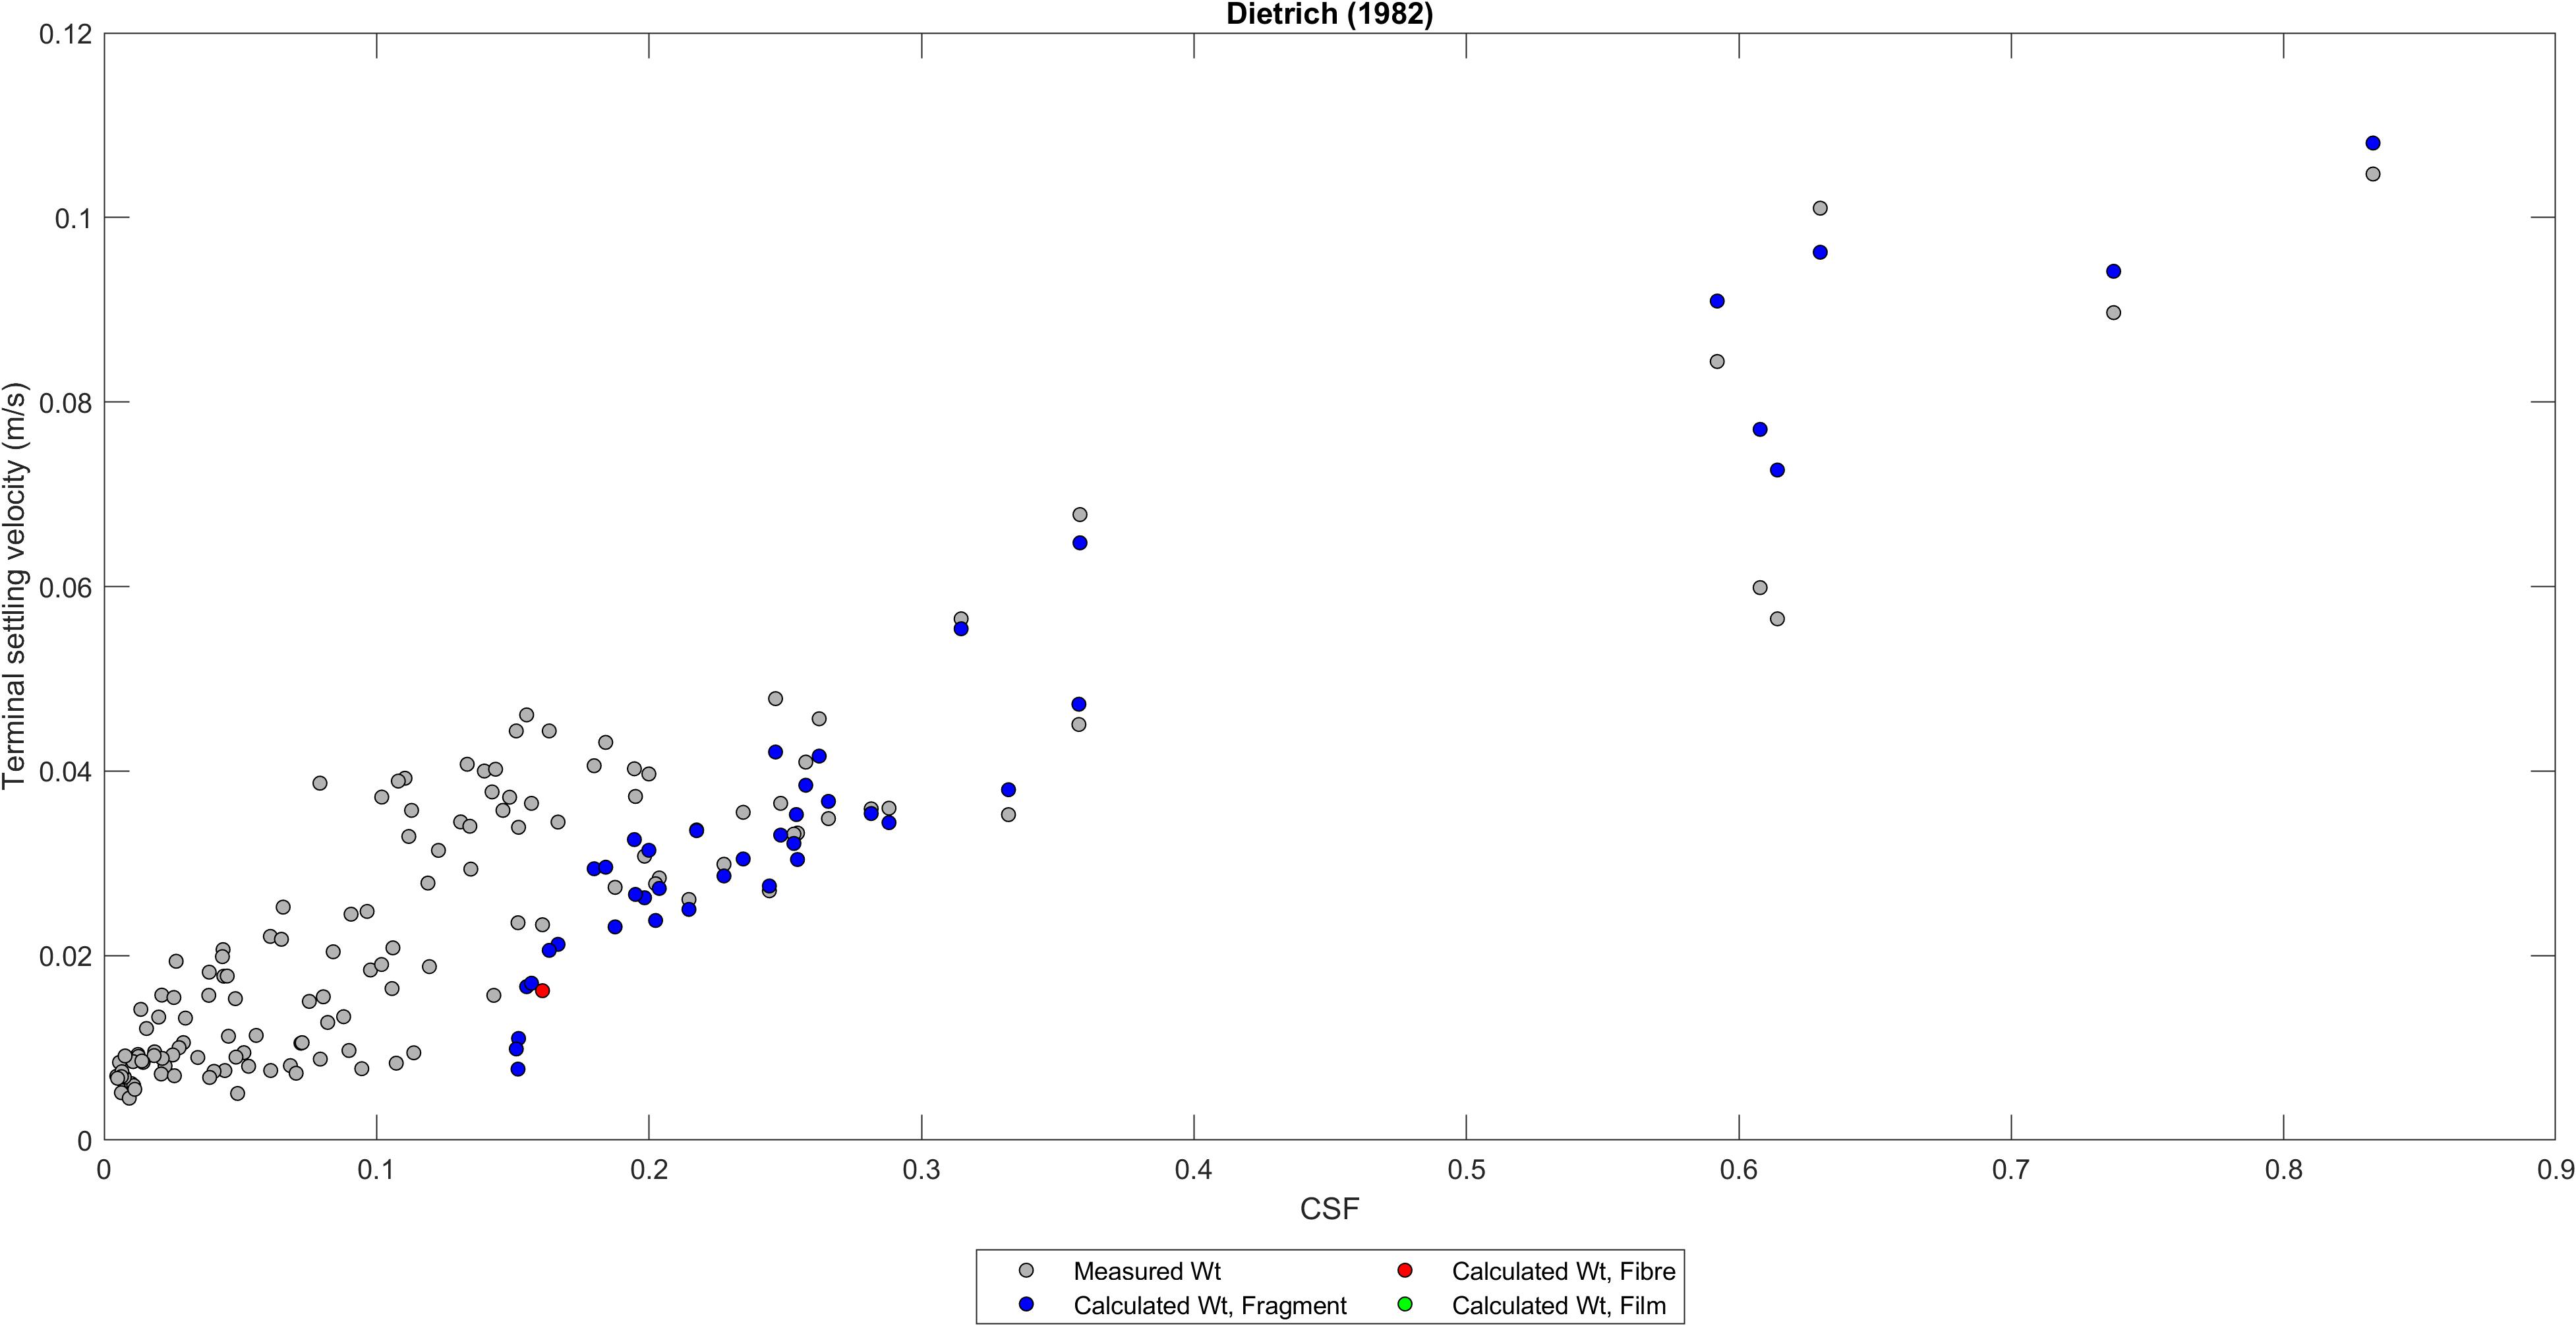 Dietrich (1982)
0.12
0.1
0.08
0.06
0.04
0.02
0
Terminal settling velocity (m/s)
0 0.1 0.2 0.3 0.4 0.5 0.6 0.7 0.8 0.9
CSF
Measured Wt Calculated Wt, Fibre
Calculated Wt, Fragment Calculated Wt, Film